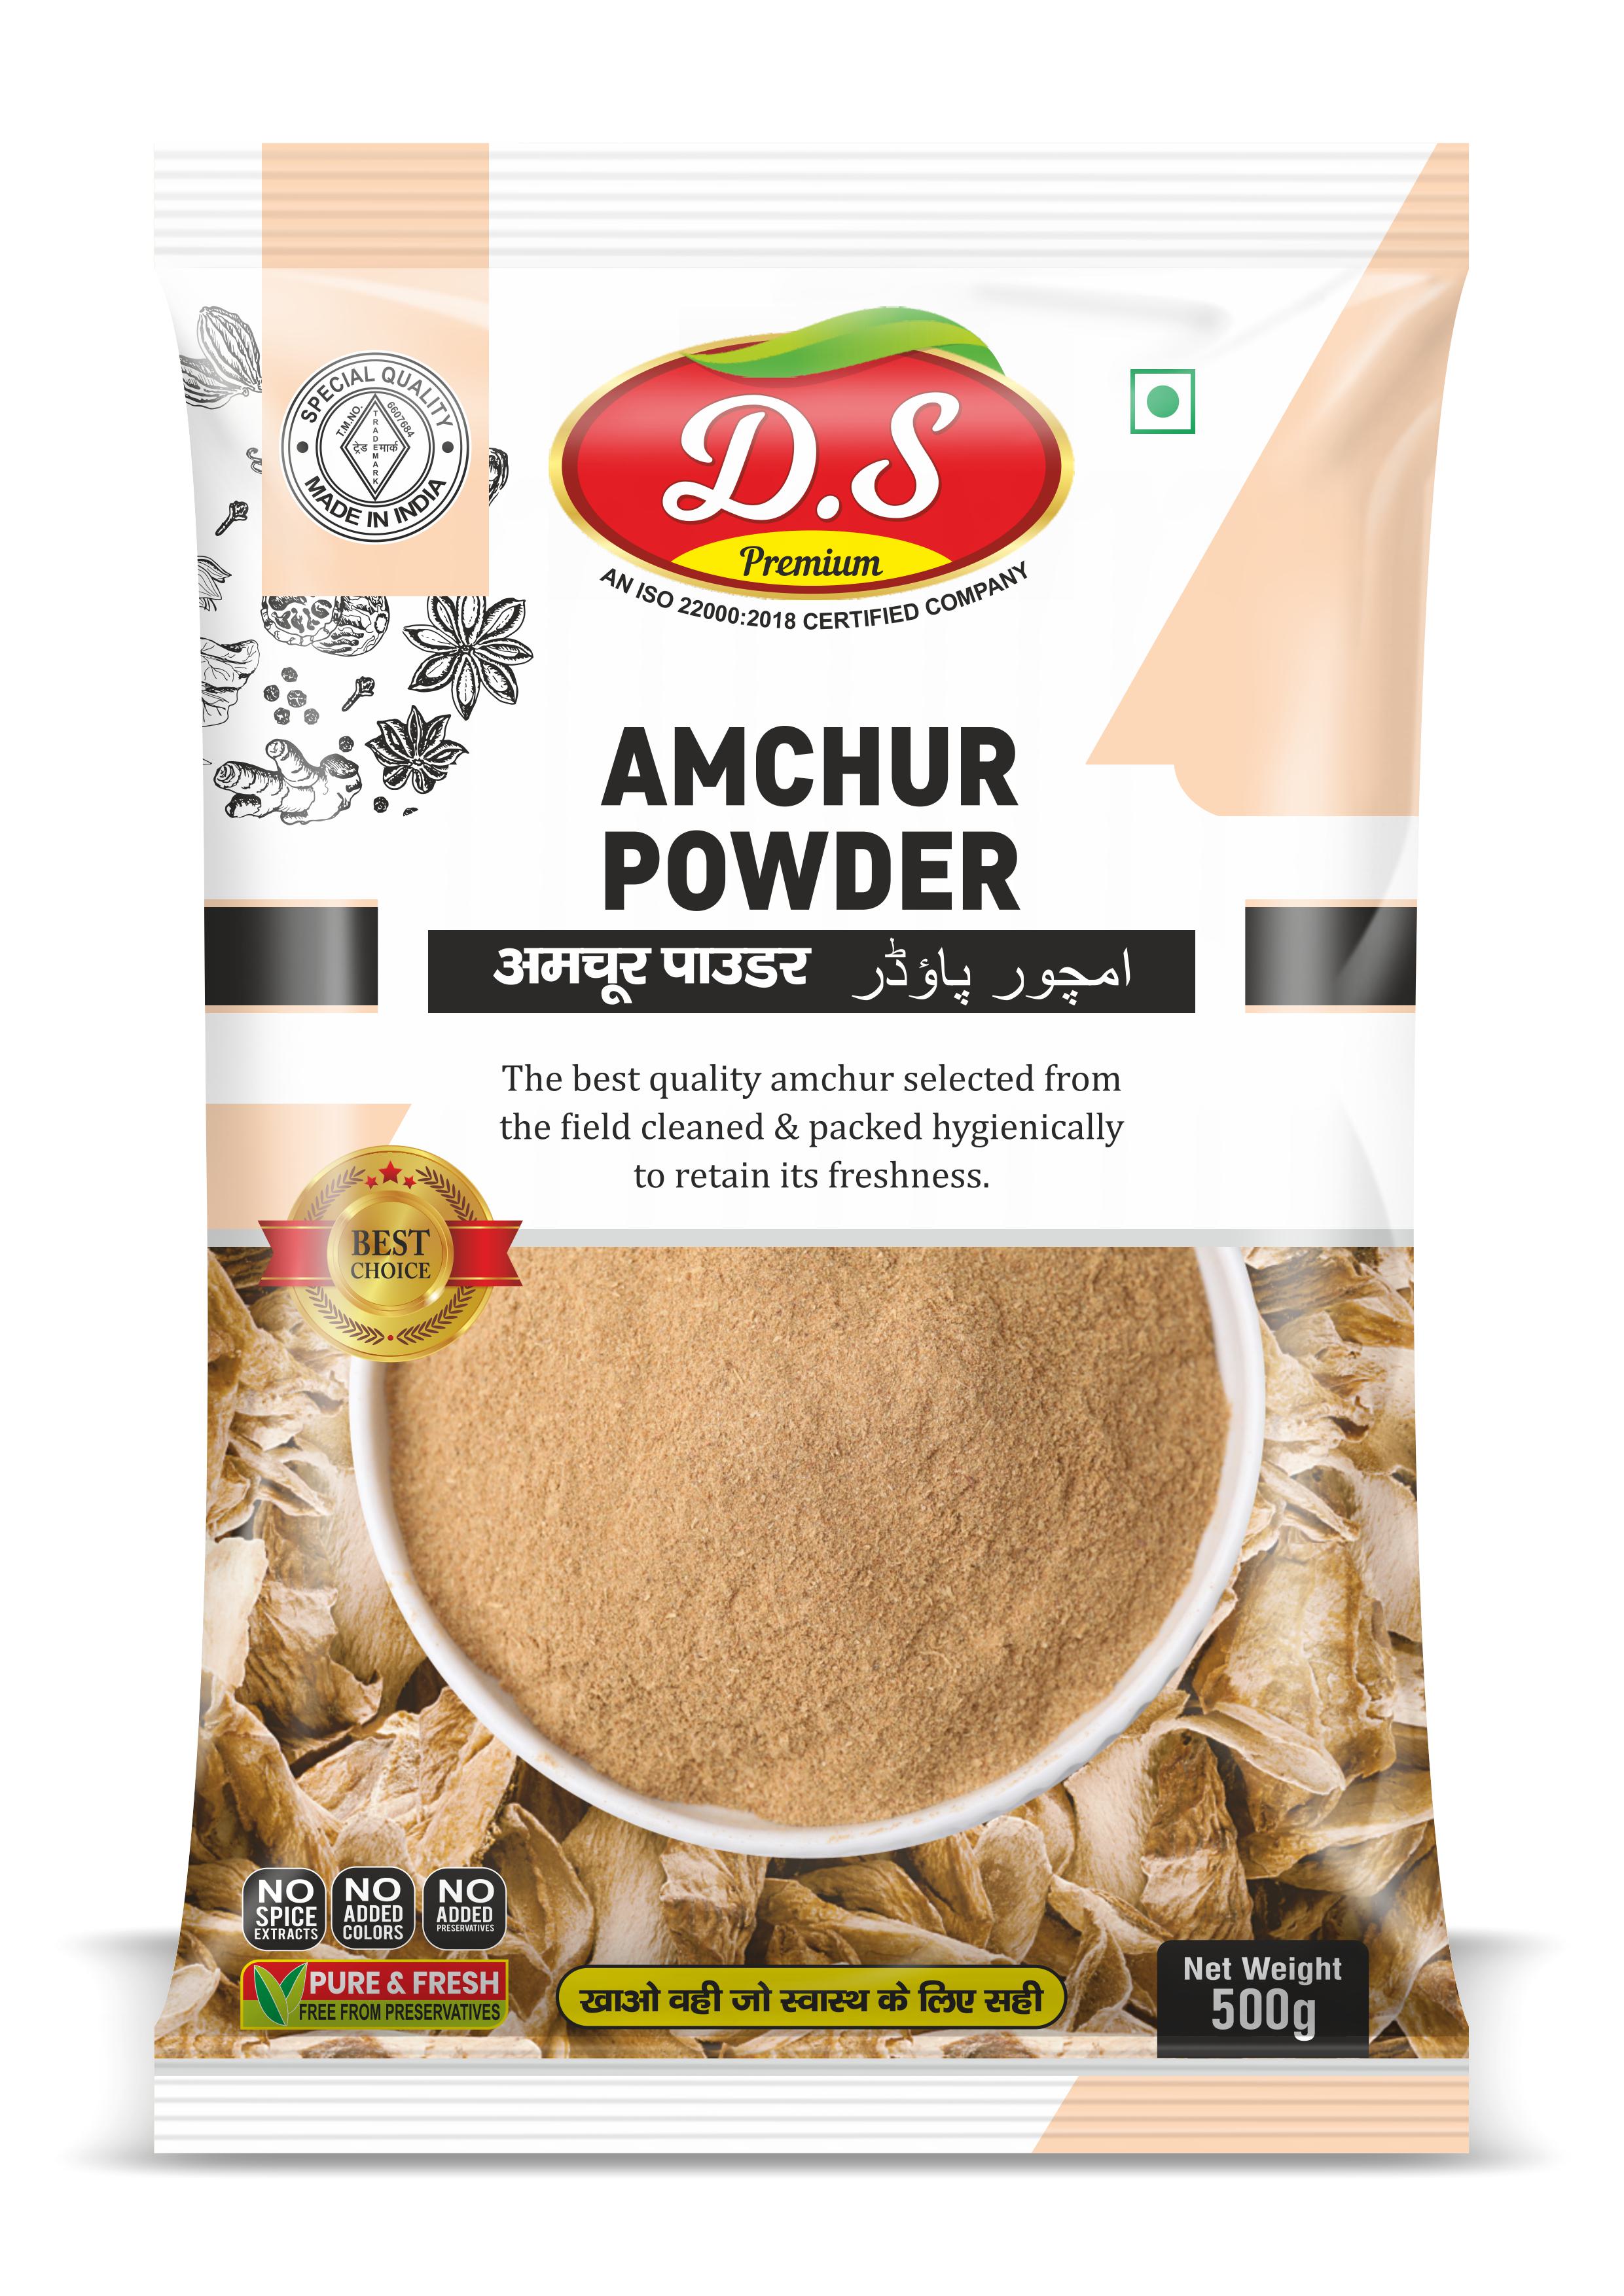 SPECIAL QUALITY
T.M.NO. 6607684
TRADEMARK
ट्रेड मार्क
MADE IN INDIA
D.S
Premium
AN ISO 22000:2018 CERTIFIED COMPANY
AMCHUR
POWDER
अमचूर पाउडर امچور پاؤڈر
The best quality amchur selected from
the field cleaned & packed hygienically
to retain its freshness.
BEST
CHOICE
NO
SPICE
EXTRACTS
NO
ADDED
COLORS
NO
ADDED
PRESERVATIVES
PURE & FRESH
FREE FROM PRESERVATIVES
खाओ वही जो स्वास्थ के लिए सही
Net Weight
500g